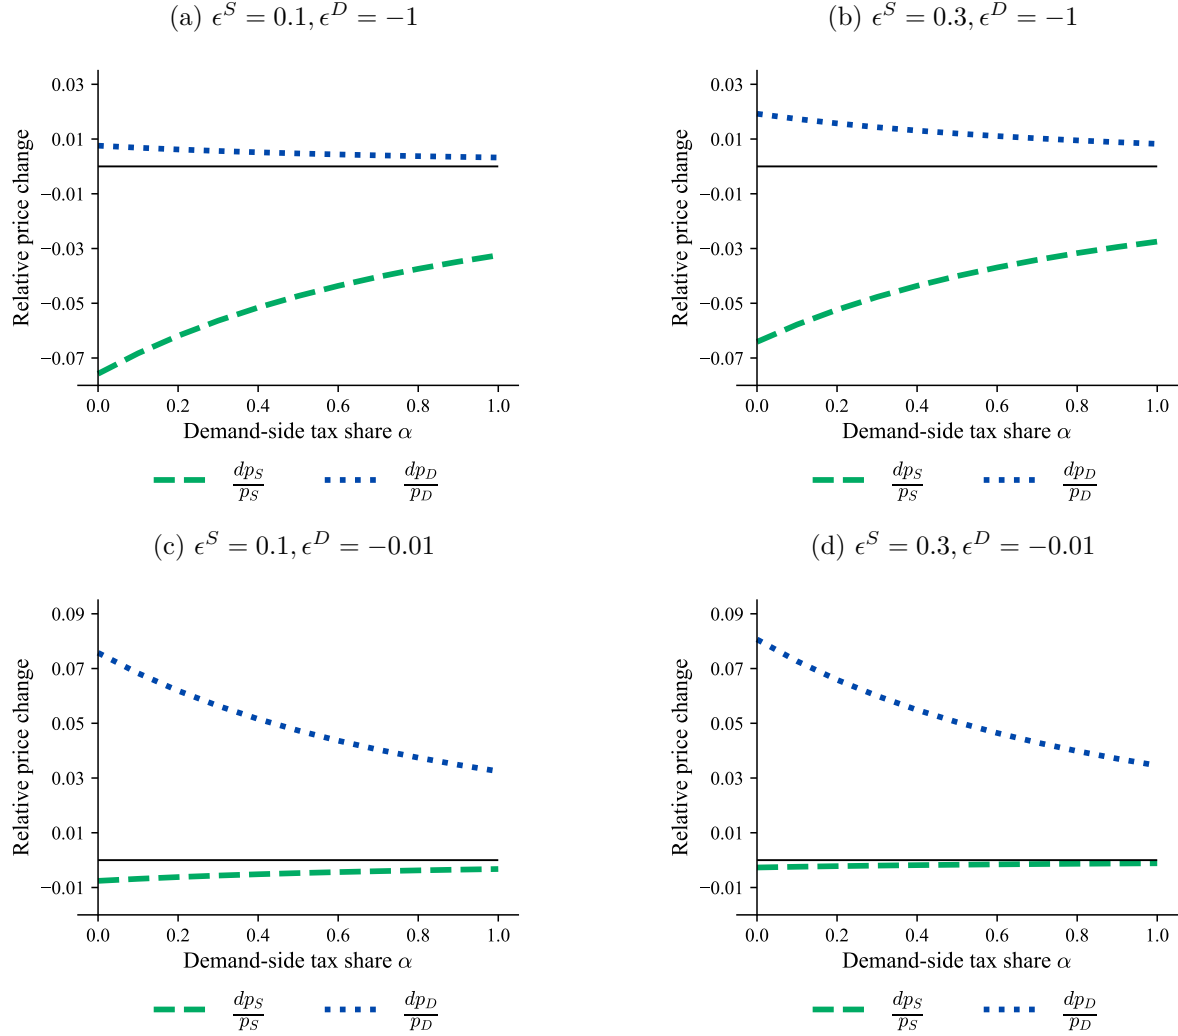 (a) ϵ^S = 0.1, ϵ^D = −1
Relative price change
0.03
0.01
−0.01
−0.03
−0.05
−0.07
0.0 0.2 0.4 0.6 0.8 1.0
Demand-side tax share α
dp_S/p_S dp_D/p_D
(b) ϵ^S = 0.3, ϵ^D = −1
Relative price change
0.03
0.01
−0.01
−0.03
−0.05
−0.07
0.0 0.2 0.4 0.6 0.8 1.0
Demand-side tax share α
dp_S/p_S dp_D/p_D
(c) ϵ^S = 0.1, ϵ^D = −0.01
Relative price change
0.09
0.07
0.05
0.03
0.01
−0.01
0.0 0.2 0.4 0.6 0.8 1.0
Demand-side tax share α
dp_S/p_S dp_D/p_D
(d) ϵ^S = 0.3, ϵ^D = −0.01
Relative price change
0.09
0.07
0.05
0.03
0.01
−0.01
0.0 0.2 0.4 0.6 0.8 1.0
Demand-side tax share α
dp_S/p_S dp_D/p_D